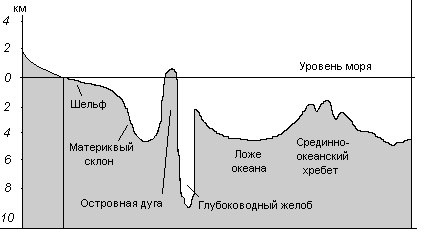 км
4
2
0
2
4
6
8
10
Уровень моря
Шельф
Материквый
склон
Ложе
океана
Срединно-
океанский
хребет
Островная дуга
Глубоководный желоб